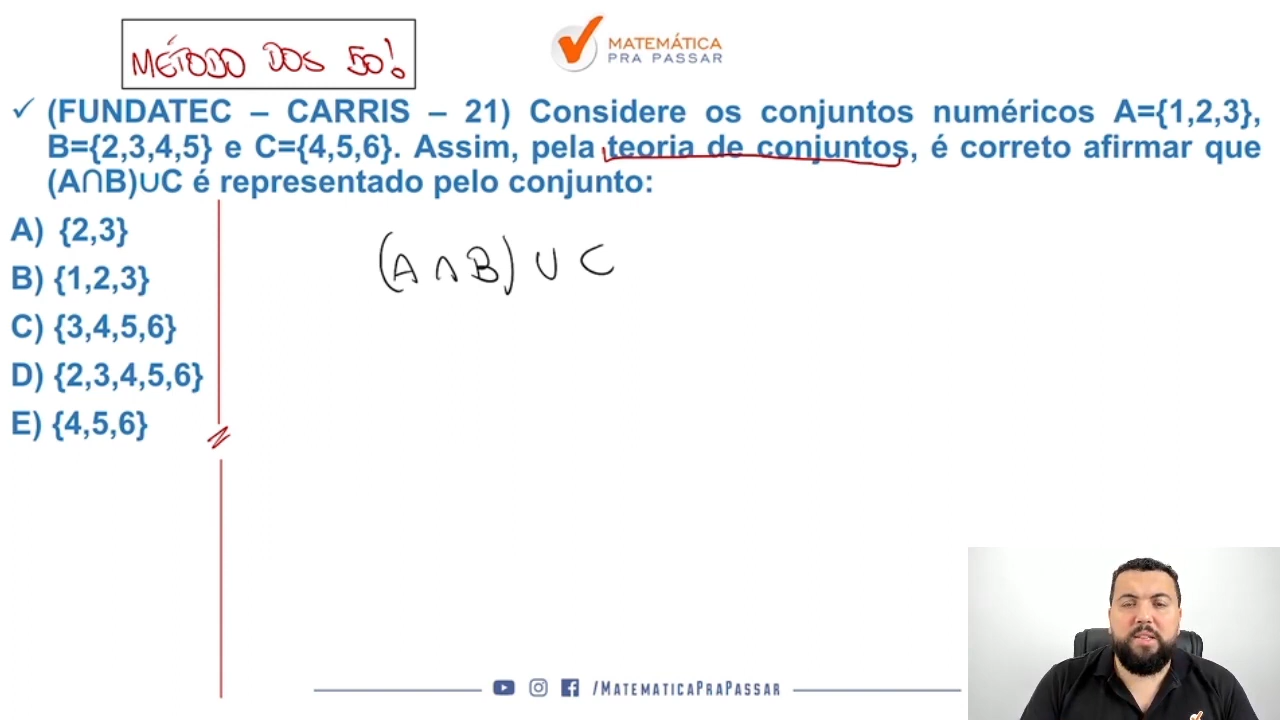 MÉTODO DOS 50!
MATEMÁTICA
PRA PASSAR
✓ (FUNDATEC – CARRIS – 21) Considere os conjuntos numéricos A={1,2,3},
B={2,3,4,5} e C={4,5,6}. Assim, pela teoria de conjuntos, é correto afirmar que
(A∩B)∪C é representado pelo conjunto:
A) {2,3}
(A∩B) ∪ C
B) {1,2,3}
C) {3,4,5,6}
D) {2,3,4,5,6}
E) {4,5,6}
/MATEMATICAPRAPASSAR